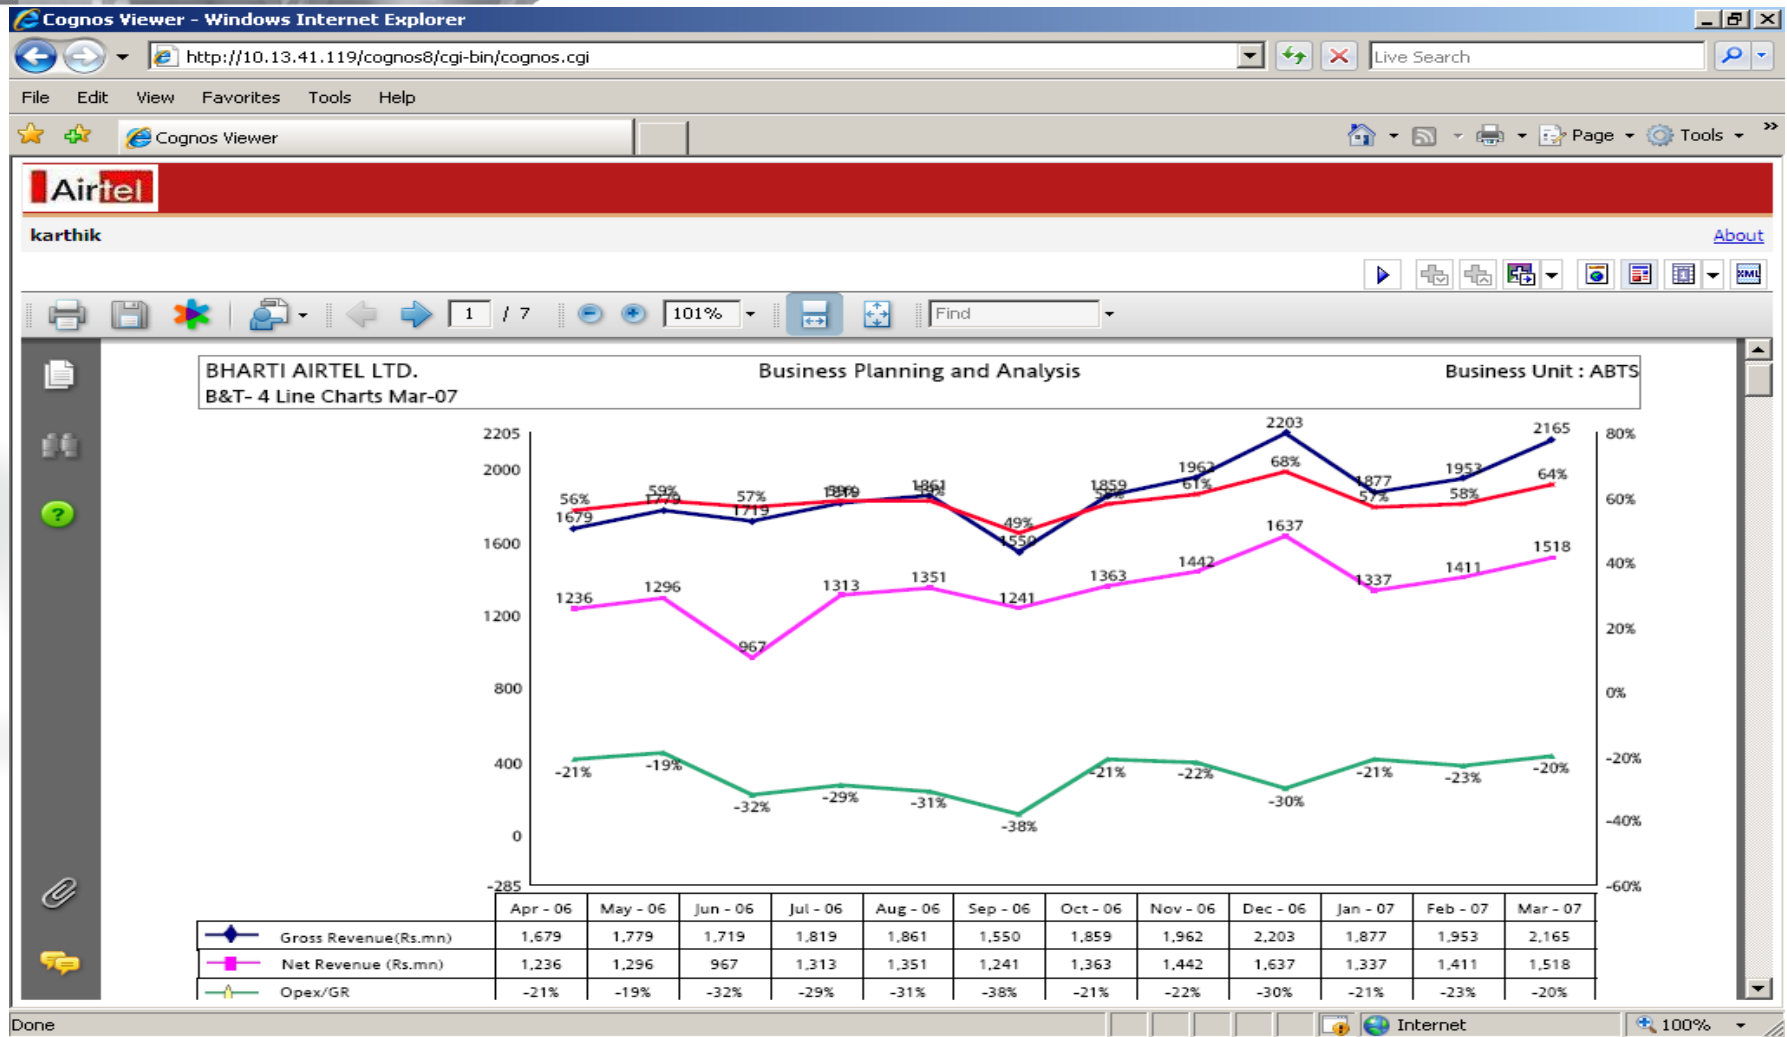 Cognos Viewer - Windows Internet Explorer
http://10.13.41.119/cognos8/cgi-bin/cognos.cgi
Live Search
File Edit View Favorites Tools Help
Cognos Viewer
Page Tools
Airtel
karthik
About
XML
1 / 7
101%
Find
BHARTI AIRTEL LTD. Business Planning and Analysis Business Unit : ABTS
B&T- 4 Line Charts Mar-07
2205
2000
1600
1200
800
400
0
-285
80%
60%
40%
20%
0%
-20%
-40%
-60%
1679 1779 1719 1819 1861 1550 1859 1962 2203 1877 1953 2165
56% 59% 57% 49% 61% 68% 57% 58% 64%
1236 1296 967 1313 1351 1241 1363 1442 1637 1337 1411 1518
-21% -19% -32% -29% -31% -38% -21% -22% -30% -21% -23% -20%
Apr - 06 May - 06 Jun - 06 Jul - 06 Aug - 06 Sep - 06 Oct - 06 Nov - 06 Dec - 06 Jan - 07 Feb - 07 Mar - 07
Gross Revenue(Rs.mn) 1,679 1,779 1,719 1,819 1,861 1,550 1,859 1,962 2,203 1,877 1,953 2,165
Net Revenue (Rs.mn) 1,236 1,296 967 1,313 1,351 1,241 1,363 1,442 1,637 1,337 1,411 1,518
Opex/GR -21% -19% -32% -29% -31% -38% -21% -22% -30% -21% -23% -20%
Done
Internet
100%